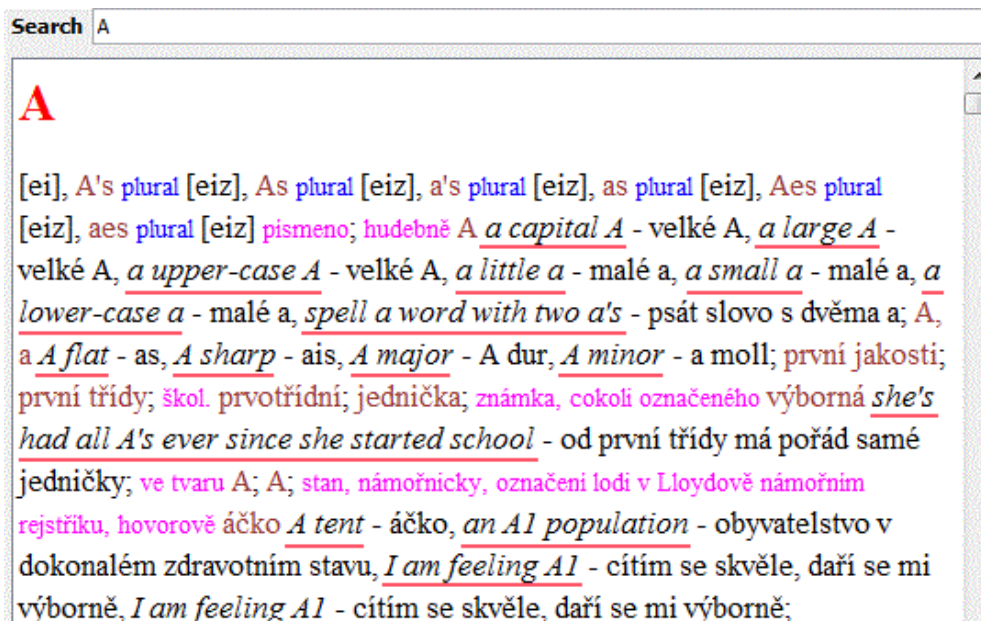 Search A
A
[ei], A's plural [eiz], As plural [eiz], a's plural [eiz], as plural [eiz], Aes plural
[eiz], aes plural [eiz] pismeno; hudebně A a capital A - velké A, a large A -
velké A, a upper-case A - velké A, a little a - malé a, a small a - malé a, a
lower-case a - malé a, spell a word with two a's - psát slovo s dvěma a; A,
a A flat - as, A sharp - ais, A major - A dur, A minor - a moll; první jakosti;
první třídy; škol. prvotřídní; jednička; známka, cokoli označeného výborná she's
had all A's ever since she started school - od první třídy má pořád samé
jedničky; ve tvaru A; A; stan, námořnicky, označeni lodi v Lloydově námořnim
rejstříku, hovorově áčko A tent - áčko, an A1 population - obyvatelstvo v
dokonalém zdravotním stavu, I am feeling A1 - cítím se skvěle, daří se mi
výborně, I am feeling A1 - cítím se skvěle, daří se mi výborně;